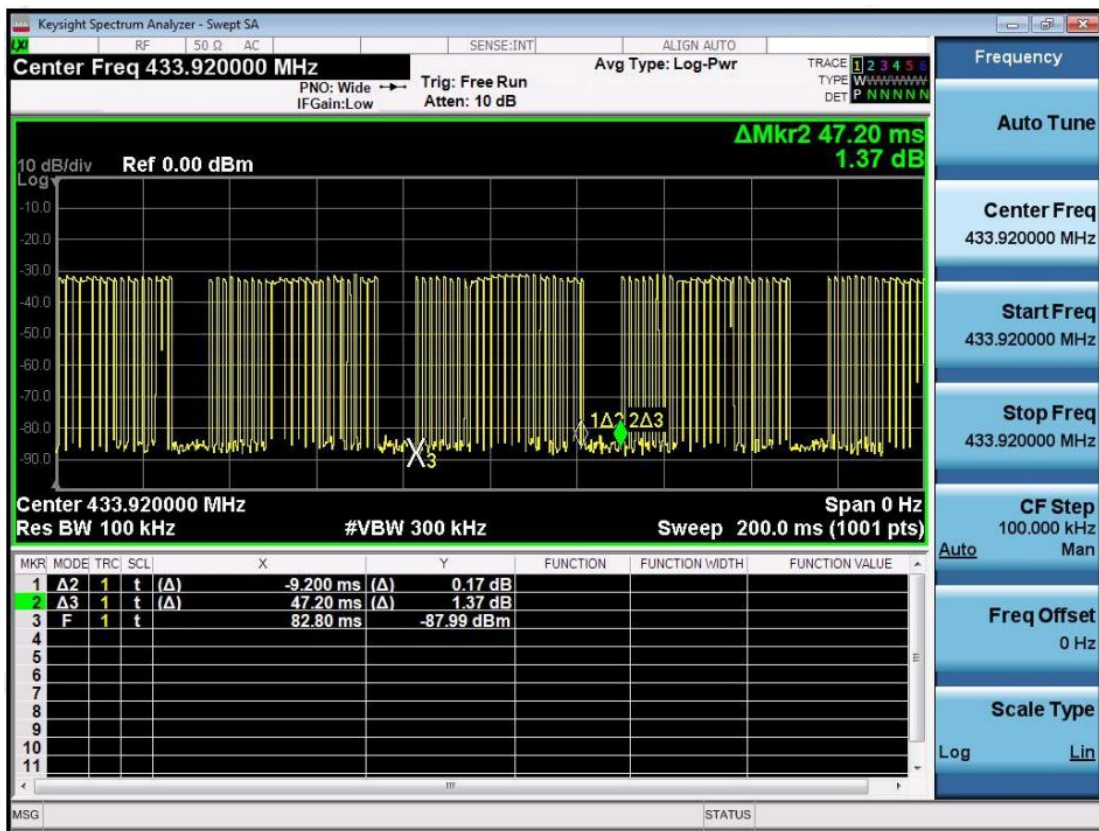 Keysight Spectrum Analyzer - Swept SA
LXI RF 50 Ω AC SENSE:INT ALIGN AUTO
Center Freq 433.920000 MHz
PNO: Wide
IFGain:Low
Trig: Free Run
Atten: 10 dB
Avg Type: Log-Pwr
TRACE 1 2 3 4 5 6
TYPE W W W W W W
DET P N N N N N
ΔMkr2 47.20 ms
1.37 dB
10 dB/div Ref 0.00 dBm
Log
-10.0
-20.0
-30.0
-40.0
-50.0
-60.0
-70.0
-80.0
-90.0
1Δ2 2Δ3
X3
Center 433.920000 MHz Span 0 Hz
Res BW 100 kHz #VBW 300 kHz Sweep 200.0 ms (1001 pts)
MKR MODE TRC SCL X Y FUNCTION FUNCTION WIDTH FUNCTION VALUE
1 Δ2 1 t (Δ) -9.200 ms (Δ) 0.17 dB
2 Δ3 1 t (Δ) 47.20 ms (Δ) 1.37 dB
3 F 1 t 82.80 ms -87.99 dBm
4
5
6
7
8
9
10
11
MSG STATUS
Frequency
Auto Tune
Center Freq
433.920000 MHz
Start Freq
433.920000 MHz
Stop Freq
433.920000 MHz
CF Step
100.000 kHz
Auto Man
Freq Offset
0 Hz
Scale Type
Log Lin